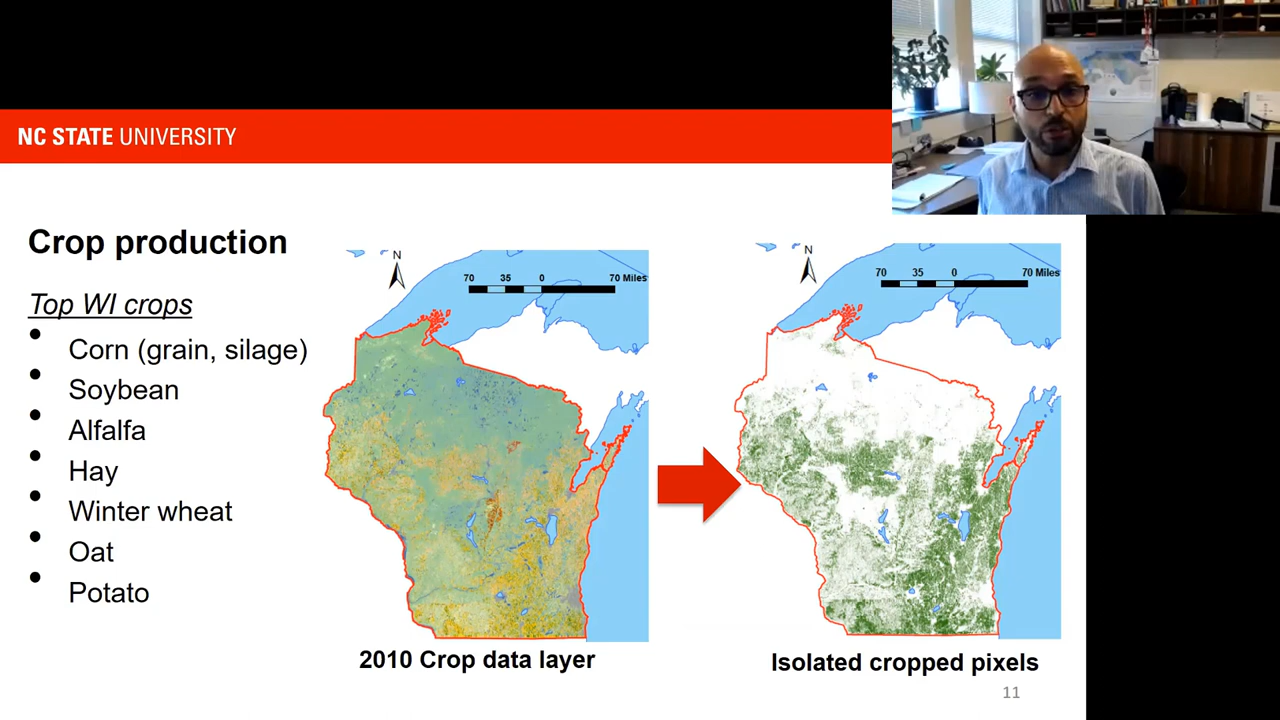 NC STATE UNIVERSITY
Crop production
Top WI crops
• Corn (grain, silage)
• Soybean
• Alfalfa
• Hay
• Winter wheat
• Oat
• Potato
N
70 35 0 70 Miles
2010 Crop data layer
N
70 35 0 70 Miles
Isolated cropped pixels
11